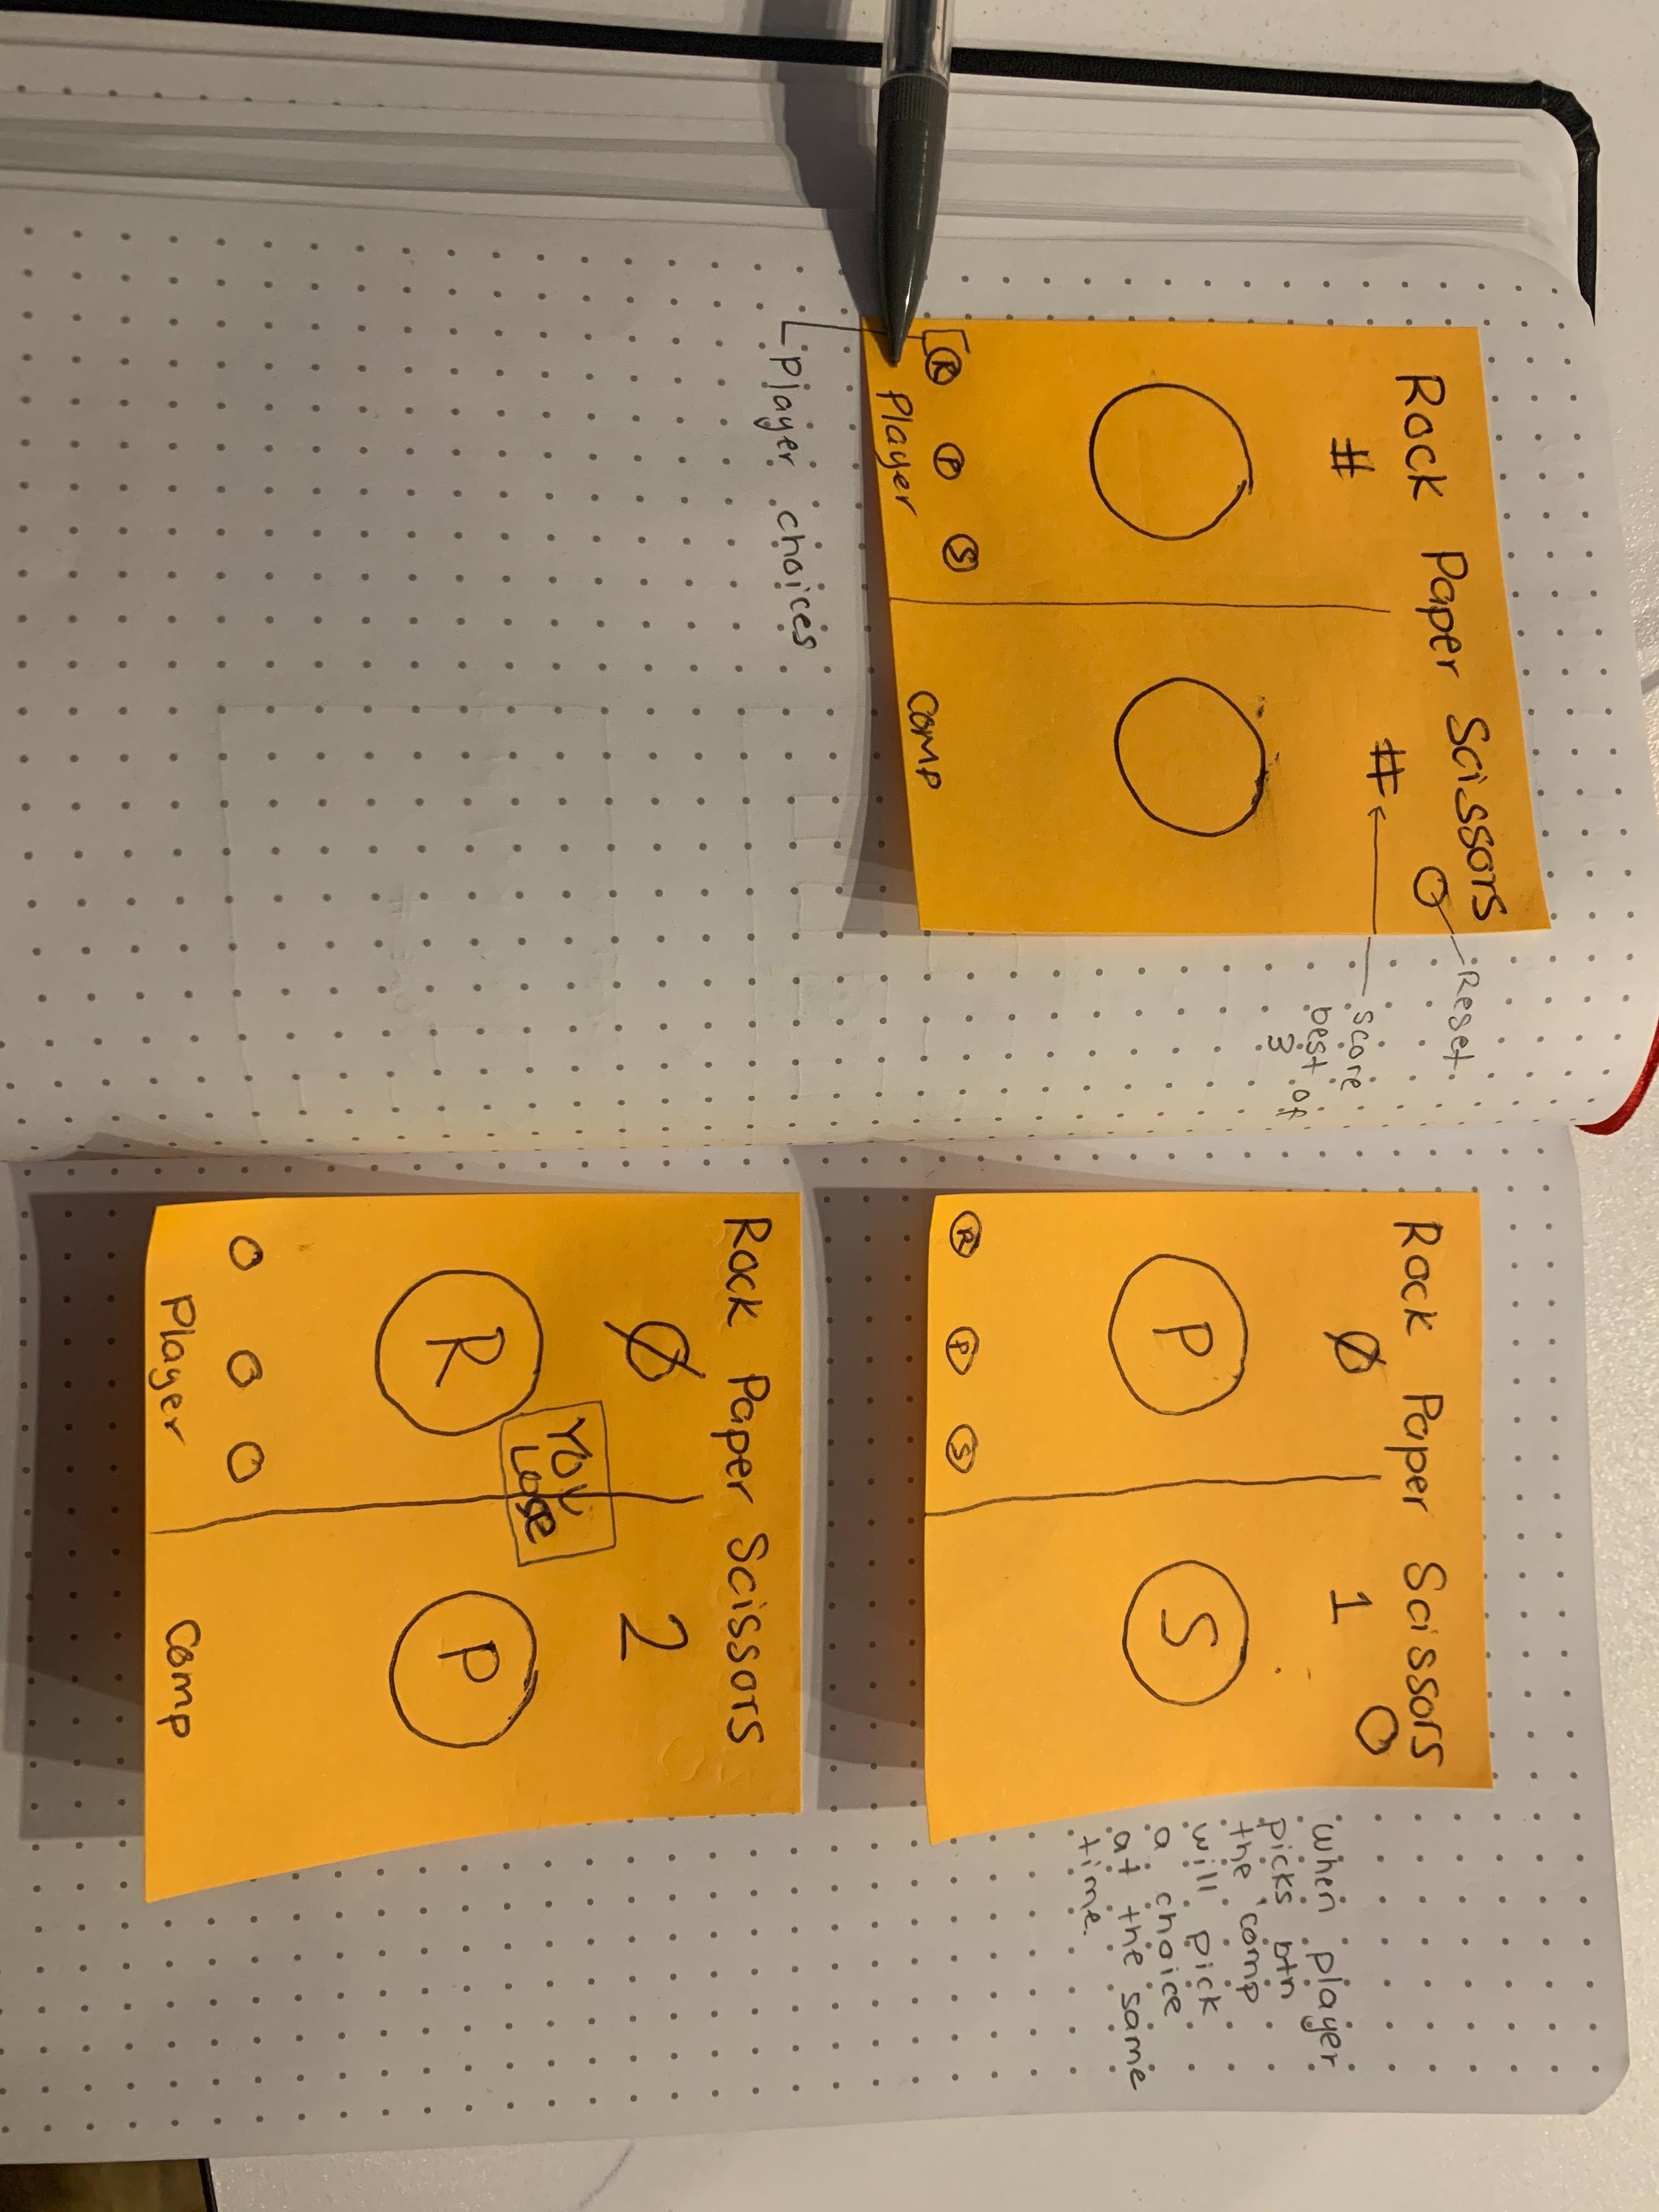 Rock Paper Scissors
Reset
# #
score
best of
3
R P S
Player Comp
player choices
Rock Paper Scissors
Ø 1
P S
R P S
when player
picks btn
the comp
will pick
a choice
at the same
time.
Rock Paper Scissors
Ø 2
You
Lose
R P
Player Comp